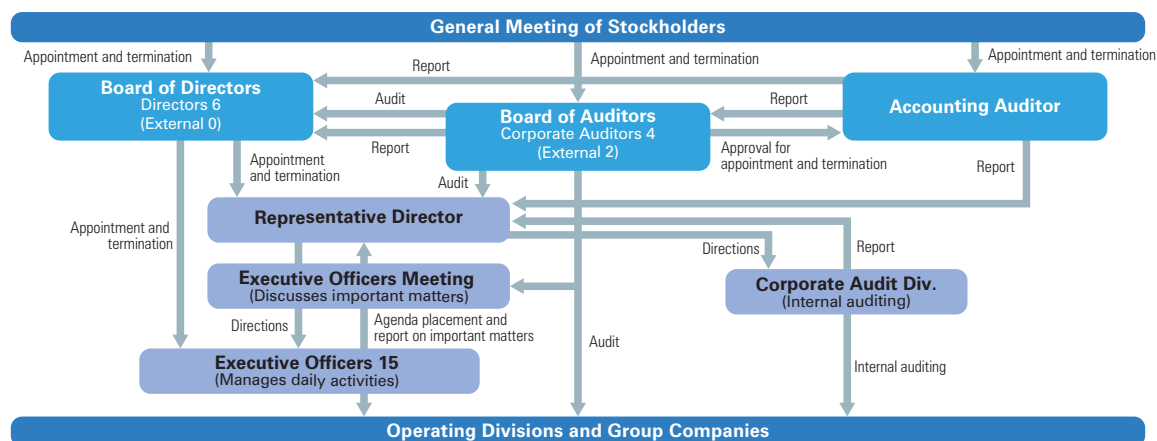 General Meeting of Stockholders
Appointment and termination
Appointment and termination
Appointment and termination
Report
Board of Directors
Directors 6
(External 0)
Audit
Report
Board of Auditors
Corporate Auditors 4
(External 2)
Report
Accounting Auditor
Approval for
appointment and termination
Appointment
and termination
Audit
Report
Appointment and
termination
Representative Director
Directions
Report
Executive Officers Meeting
(Discusses important matters)
Corporate Audit Div.
(Internal auditing)
Directions
Agenda placement and
report on important matters
Audit
Executive Officers 15
(Manages daily activities)
Internal auditing
Operating Divisions and Group Companies